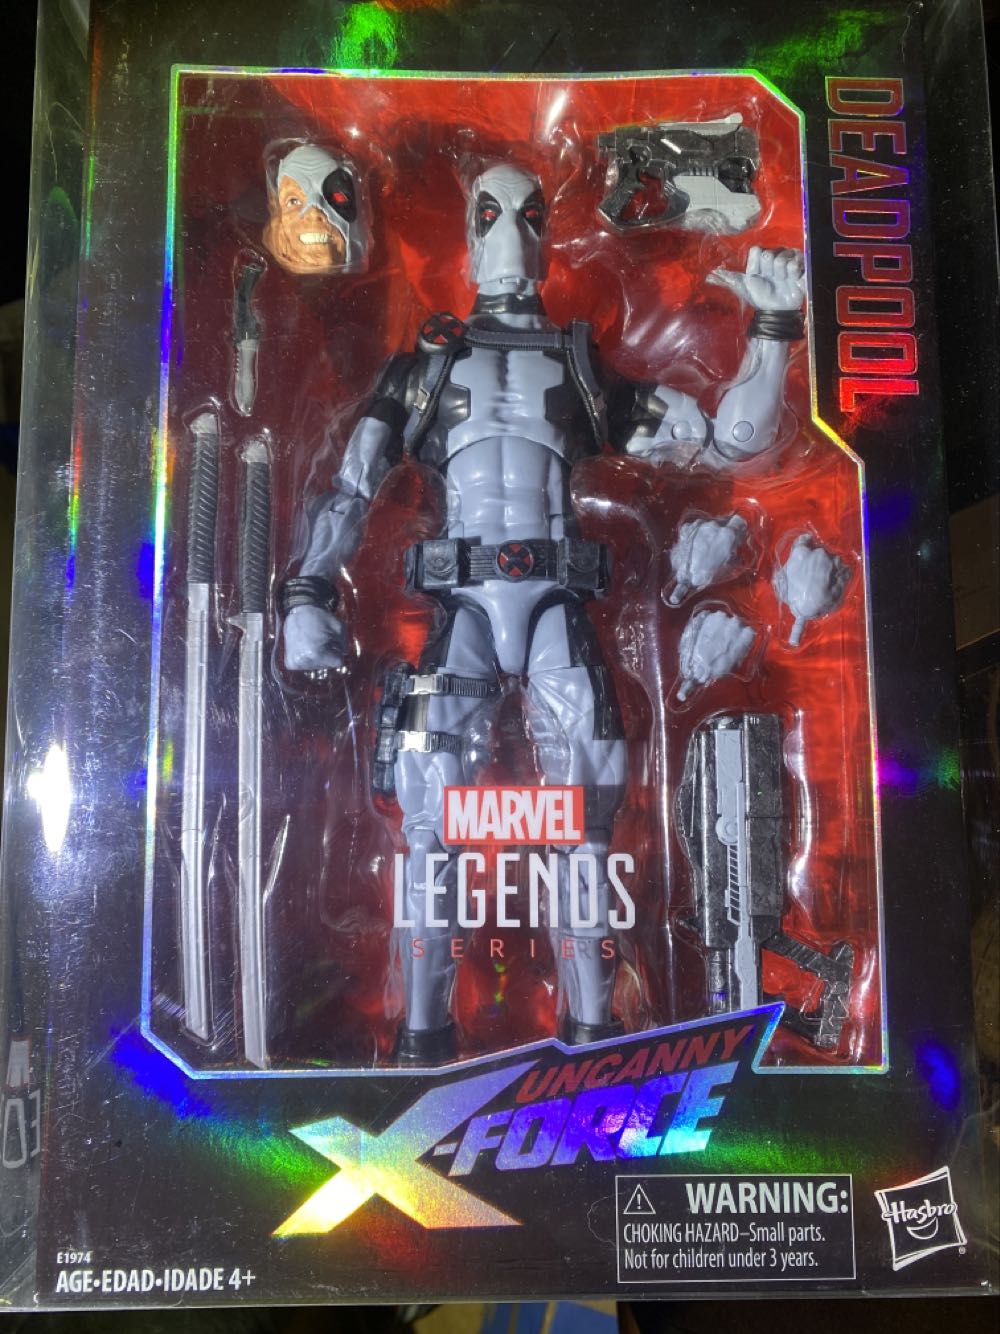 DEADPOOL
MARVEL
LEGENDS
SERIES
UNCANNY
X-FORCE
WARNING:
CHOKING HAZARD–Small parts.
Not for children under 3 years.
Hasbro
®
E1974
AGE•EDAD•IDADE 4+